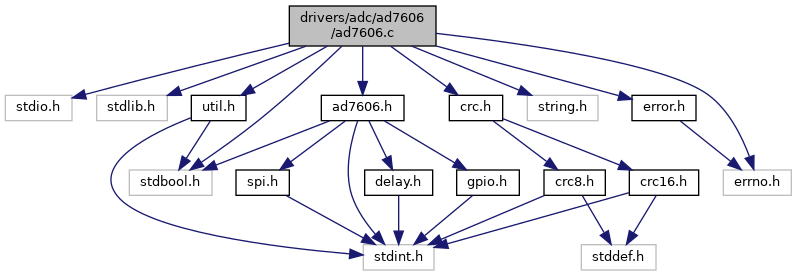 drivers/adc/ad7606
/ad7606.c
stdio.h
stdlib.h
util.h
ad7606.h
crc.h
string.h
error.h
stdbool.h
spi.h
delay.h
gpio.h
crc8.h
crc16.h
errno.h
stdint.h
stddef.h